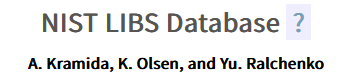 NIST LIBS Database ?
A. Kramida, K. Olsen, and Yu. Ralchenko